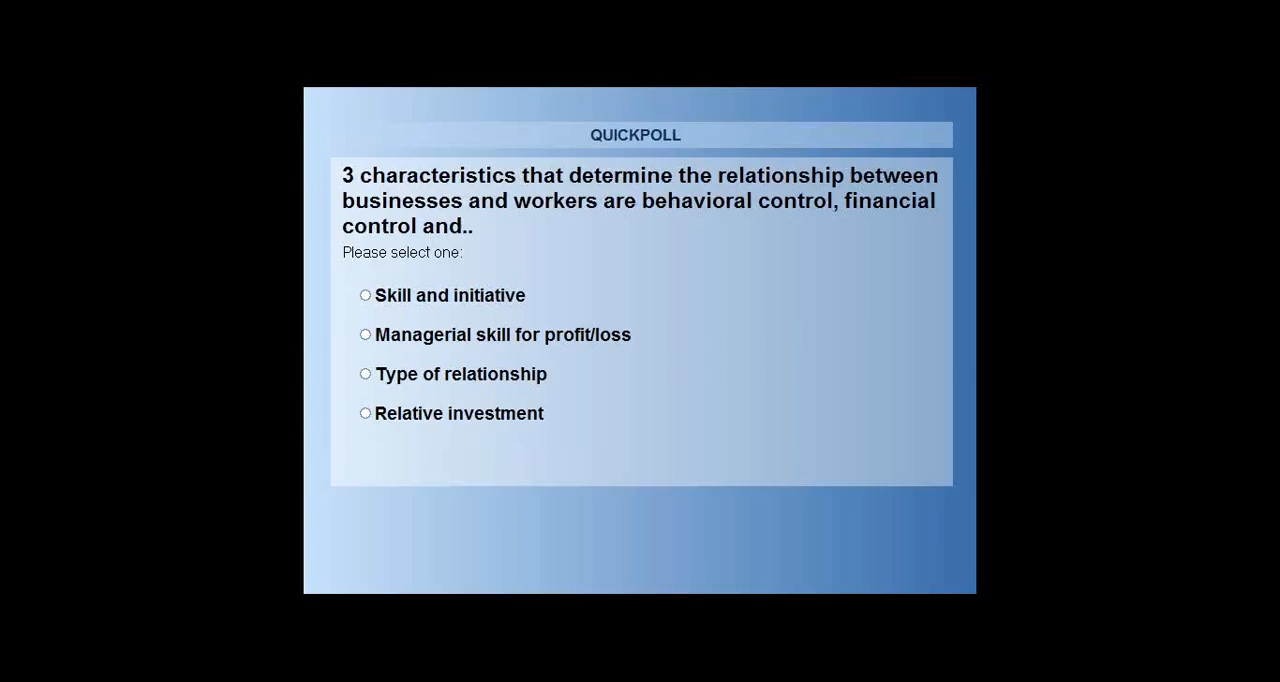 QUICKPOLL
3 characteristics that determine the relationship between
businesses and workers are behavioral control, financial
control and..
Please select one:
Skill and initiative
Managerial skill for profit/loss
Type of relationship
Relative investment